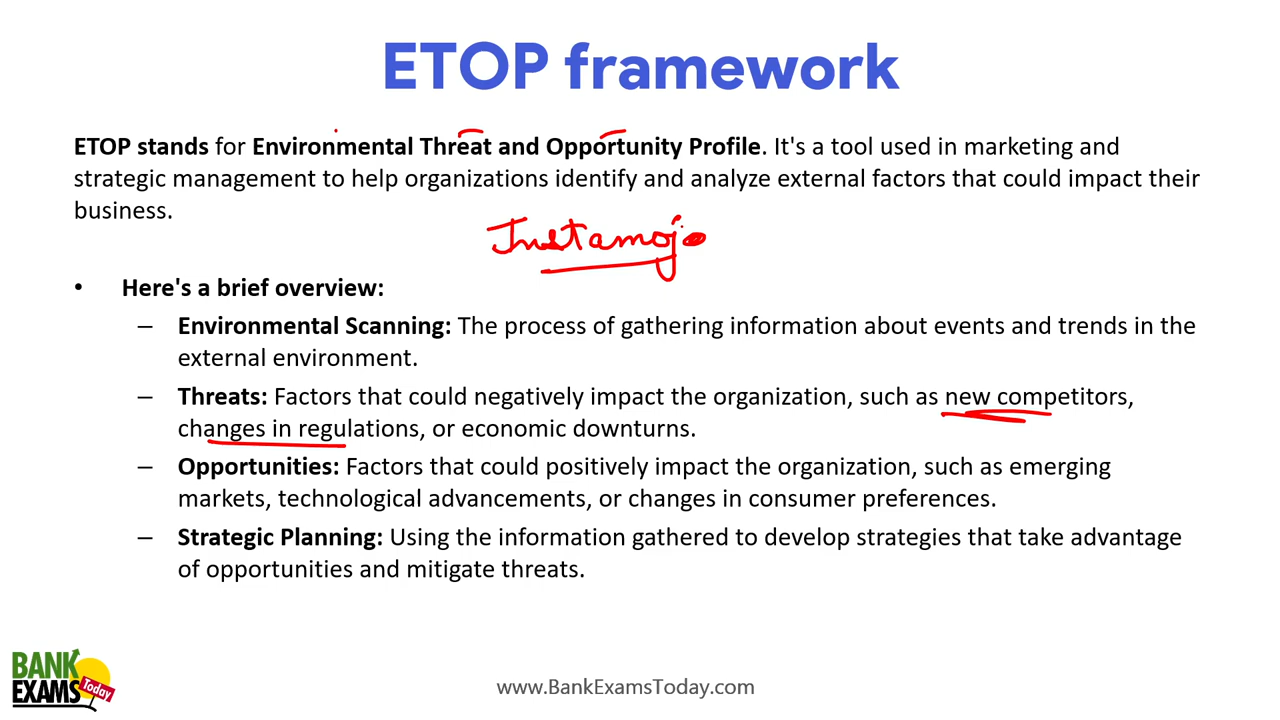 ETOP framework
ETOP stands for Environmental Threat and Opportunity Profile. It's a tool used in marketing and
strategic management to help organizations identify and analyze external factors that could impact their
business.
Instamojo
• Here's a brief overview:
– Environmental Scanning: The process of gathering information about events and trends in the
external environment.
– Threats: Factors that could negatively impact the organization, such as new competitors,
changes in regulations, or economic downturns.
– Opportunities: Factors that could positively impact the organization, such as emerging
markets, technological advancements, or changes in consumer preferences.
– Strategic Planning: Using the information gathered to develop strategies that take advantage
of opportunities and mitigate threats.
BANK
EXAMS Today
www.BankExamsToday.com